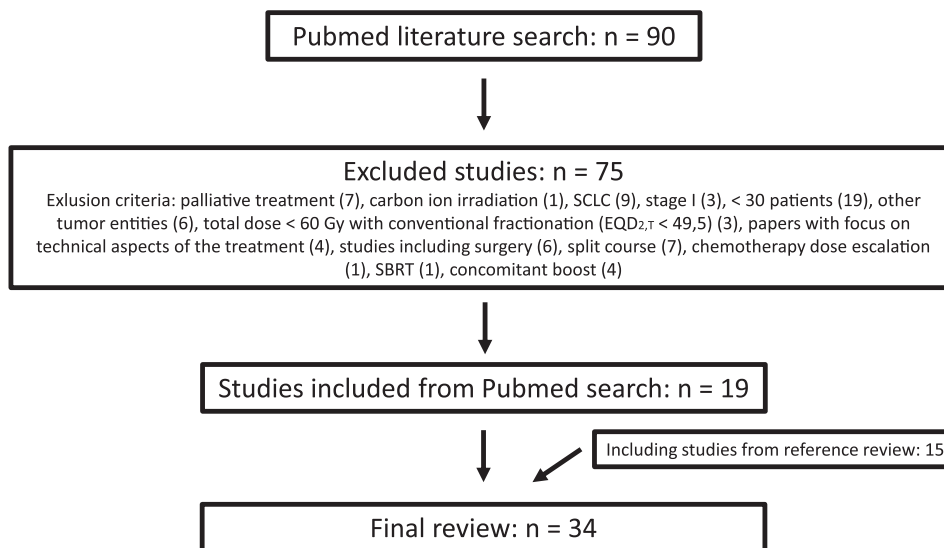 Pubmed literature search: n = 90
Excluded studies: n = 75
Exlusion criteria: palliative treatment (7), carbon ion irradiation (1), SCLC (9), stage I (3), < 30 patients (19), other
tumor entities (6), total dose < 60 Gy with conventional fractionation (EQD2,T < 49,5) (3), papers with focus on
technical aspects of the treatment (4), studies including surgery (6), split course (7), chemotherapy dose escalation
(1), SBRT (1), concomitant boost (4)
Studies included from Pubmed search: n = 19
Including studies from reference review: 15
Final review: n = 34